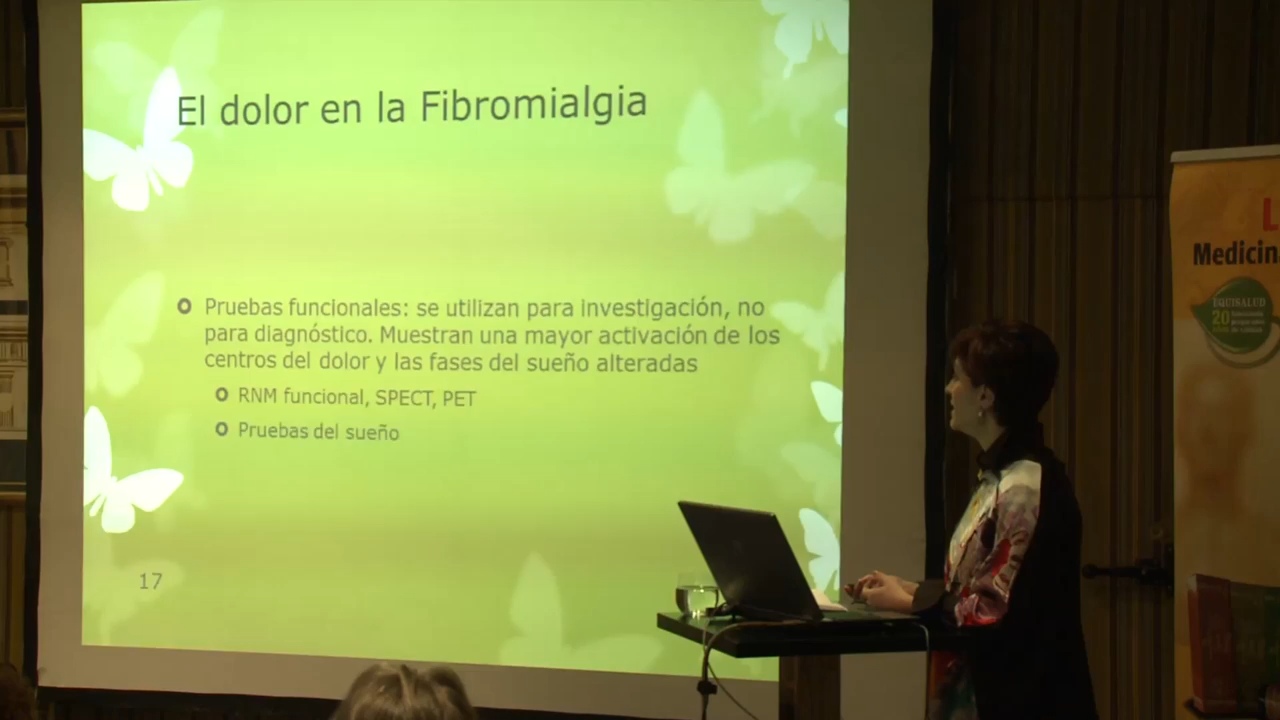 El dolor en la Fibromialgia
Pruebas funcionales: se utilizan para investigación, no
para diagnóstico. Muestran una mayor activación de los
centros del dolor y las fases del sueño alteradas
RNM funcional, SPECT, PET
Pruebas del sueño
17
L
Medicin
EQUISALUD
20